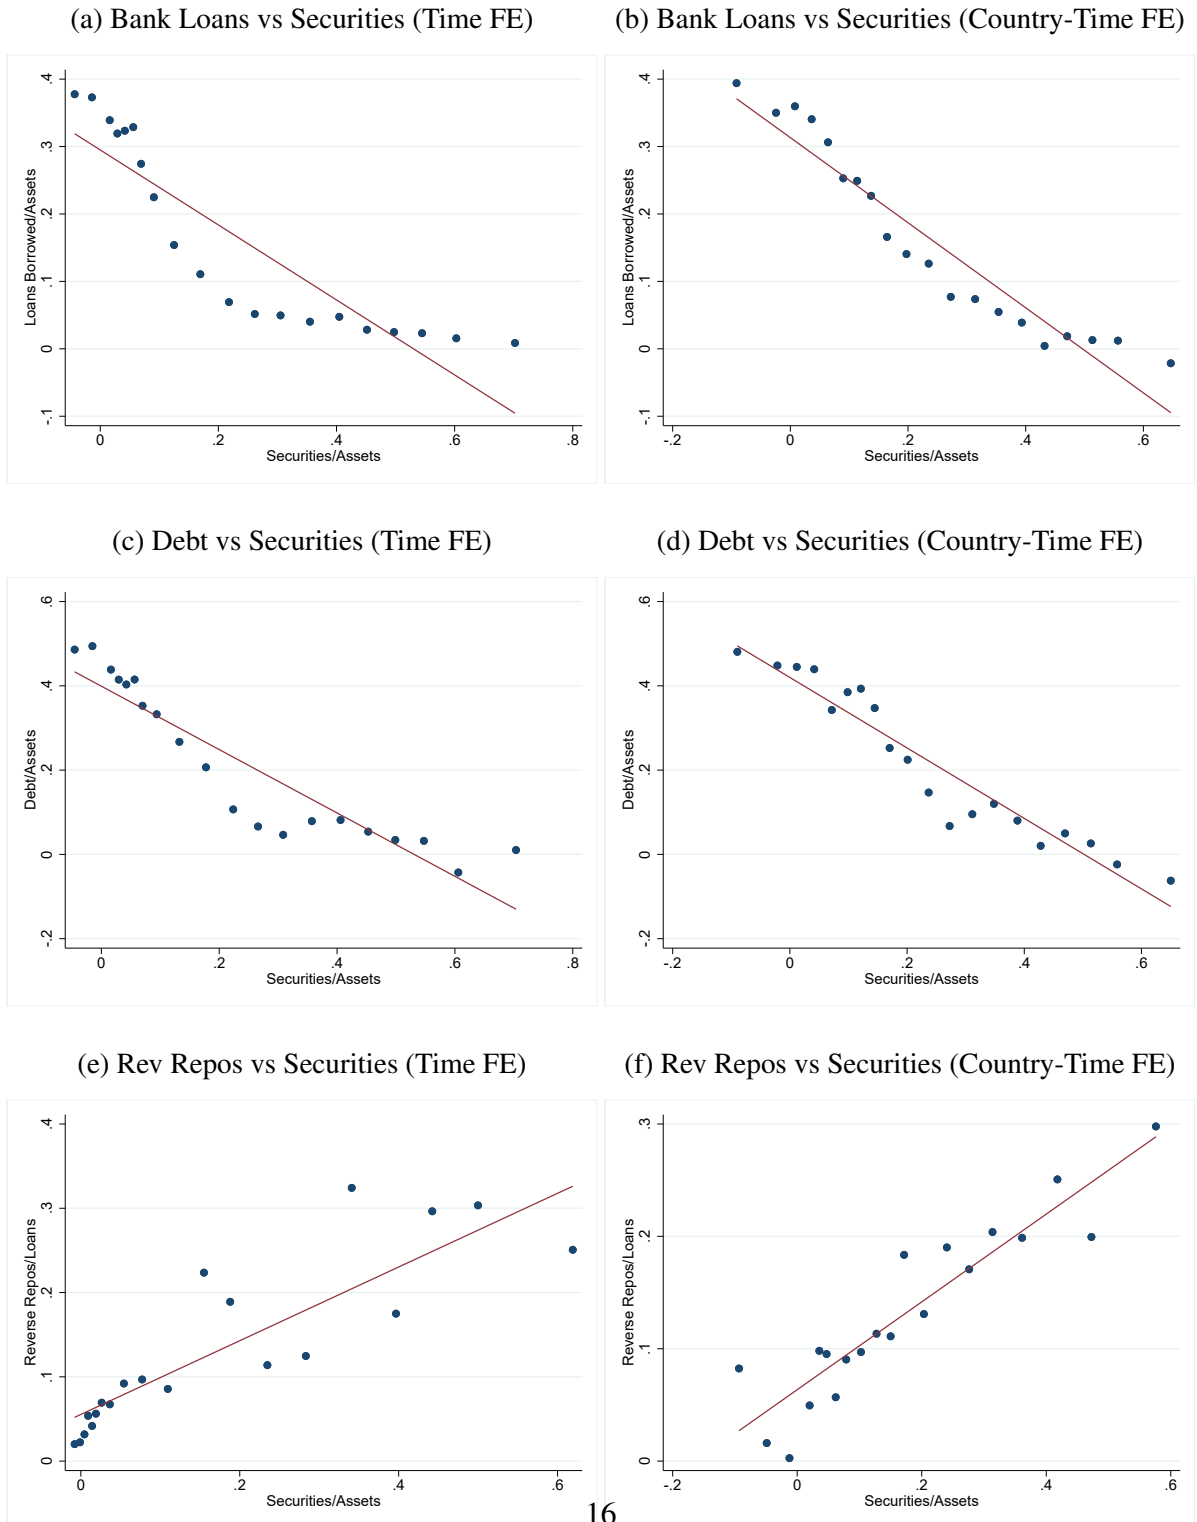 (a) Bank Loans vs Securities (Time FE)
(b) Bank Loans vs Securities (Country-Time FE)
Loans Borrowed/Assets
.4
.3
.2
.1
0
-.1
0 .2 .4 .6 .8
Securities/Assets
Loans Borrowed/Assets
.4
.3
.2
.1
0
-.1
-.2 0 .2 .4 .6
Securities/Assets
(c) Debt vs Securities (Time FE)
(d) Debt vs Securities (Country-Time FE)
Debt/Assets
.6
.4
.2
0
-.2
0 .2 .4 .6 .8
Securities/Assets
Debt/Assets
.6
.4
.2
0
-.2
-.2 0 .2 .4 .6
Securities/Assets
(e) Rev Repos vs Securities (Time FE)
(f) Rev Repos vs Securities (Country-Time FE)
Reverse Repos/Loans
.4
.3
.2
.1
0
0 .2 .4 .6
Securities/Assets
Reverse Repos/Loans
.3
.2
.1
0
-.2 0 .2 .4 .6
Securities/Assets
16